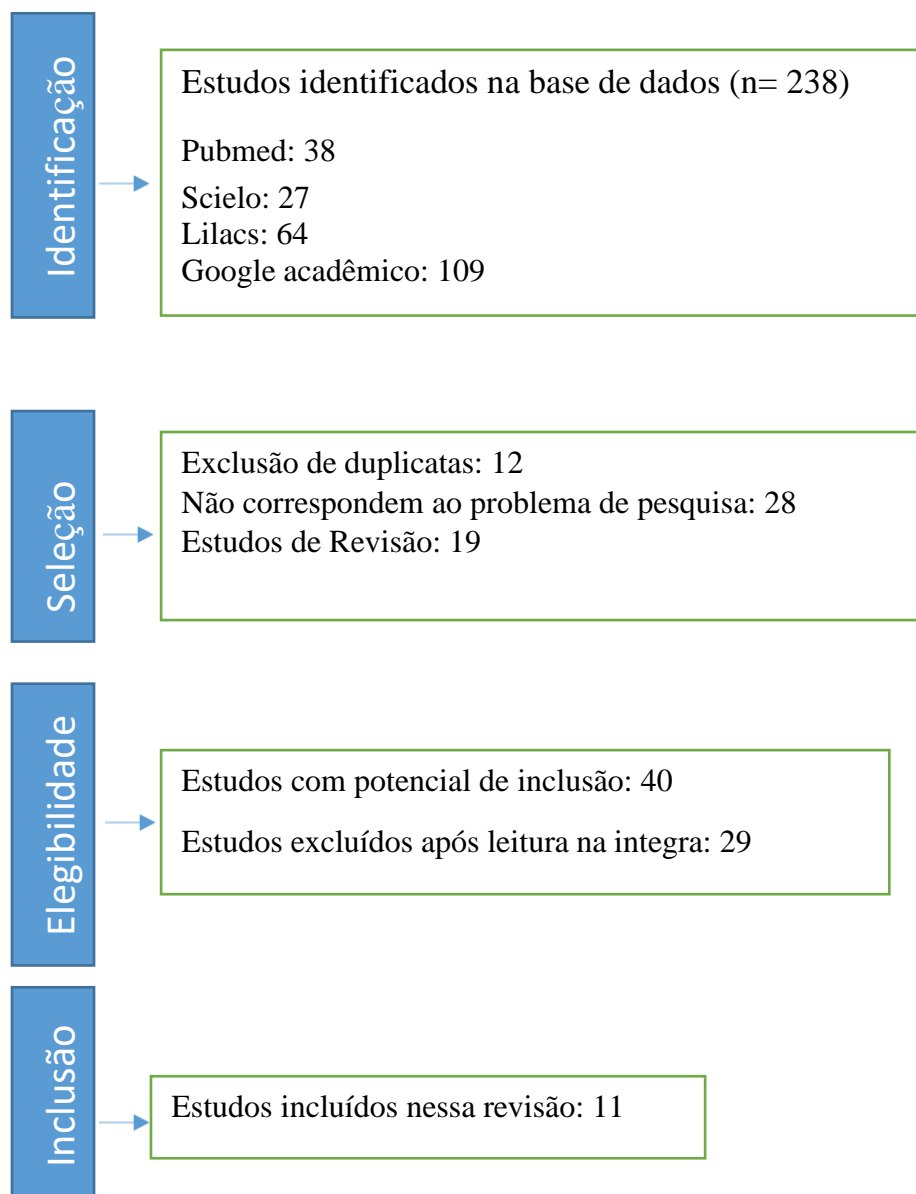 Identificação
Estudos identificados na base de dados (n= 238)
Pubmed: 38
Scielo: 27
Lilacs: 64
Google acadêmico: 109
Seleção
Exclusão de duplicatas: 12
Não correspondem ao problema de pesquisa: 28
Estudos de Revisão: 19
Elegibilidade
Estudos com potencial de inclusão: 40
Estudos excluídos após leitura na integra: 29
Inclusão
Estudos incluídos nessa revisão: 11